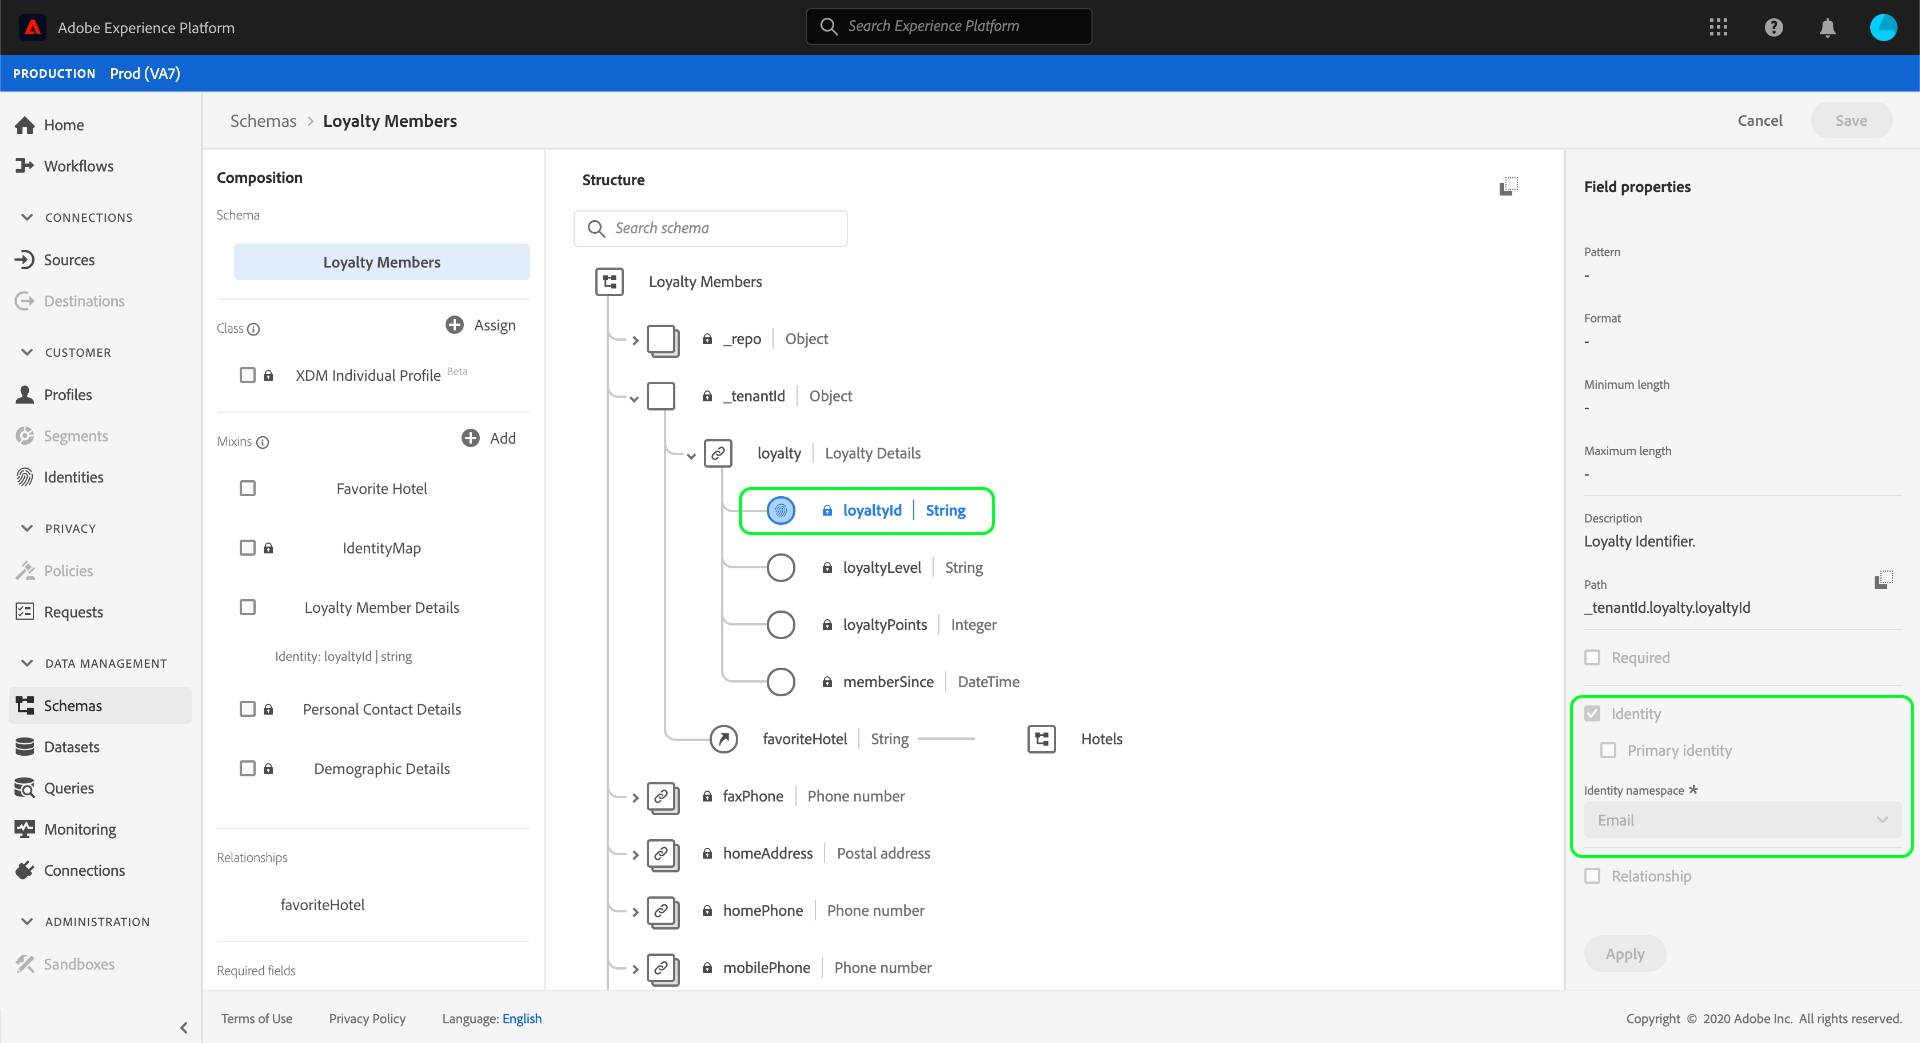 Adobe Experience Platform
Search Experience Platform
PRODUCTION Prod (VA7)
Home
Workflows
CONNECTIONS
Sources
Destinations
CUSTOMER
Profiles
Segments
Identities
PRIVACY
Policies
Requests
DATA MANAGEMENT
Schemas
Datasets
Queries
Monitoring
Connections
ADMINISTRATION
Sandboxes
Schemas > Loyalty Members
Cancel
Save
Composition
Schema
Loyalty Members
Class
Assign
XDM Individual Profile Beta
Mixins
Add
Favorite Hotel
IdentityMap
Loyalty Member Details
Identity: loyaltyId | string
Personal Contact Details
Demographic Details
Relationships
favoriteHotel
Required fields
Structure
Search schema
Loyalty Members
_repo | Object
_tenantId | Object
loyalty | Loyalty Details
loyaltyId | String
loyaltyLevel | String
loyaltyPoints | Integer
memberSince | DateTime
favoriteHotel | String Hotels
faxPhone | Phone number
homeAddress | Postal address
homePhone | Phone number
mobilePhone | Phone number
Field properties
Pattern
-
Format
-
Minimum length
-
Maximum length
-
Description
Loyalty Identifier.
Path
_tenantId.loyalty.loyaltyId
Required
Identity
Primary identity
Identity namespace *
Email
Relationship
Apply
Terms of Use
Privacy Policy
Language: English
Copyright © 2020 Adobe Inc. All rights reserved.